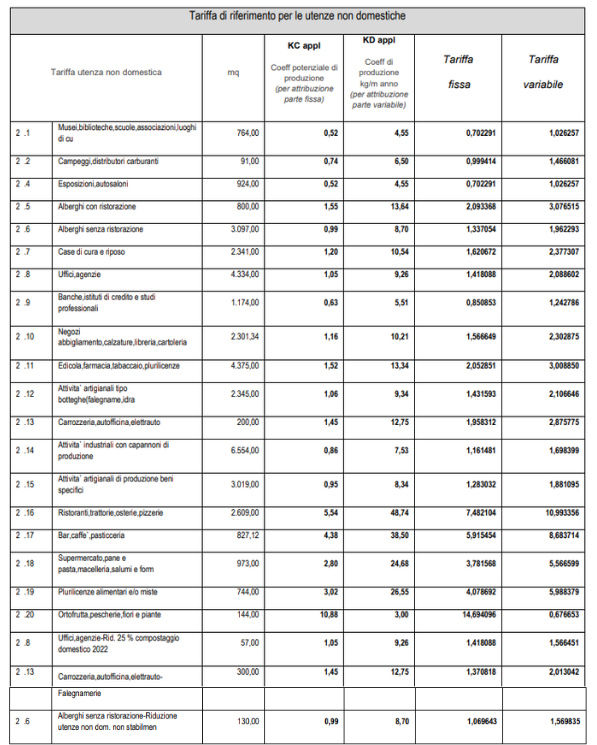 Tariffa di riferimento per le utenze non domestiche
Tariffa utenza non domestica mq KC appl Coeff potenziale di produzione (per attribuzione parte fissa) KD appl Coeff di produzione kg/m anno (per attribuzione parte variabile) Tariffa fissa Tariffa variabile
2 .1 Musei,biblioteche,scuole,associazioni,luoghi di cu 764,00 0,52 4,55 0,702291 1,026257
2 .2 Campeggi,distributori carburanti 91,00 0,74 6,50 0,999414 1,466081
2 .4 Esposizioni,autosaloni 924,00 0,52 4,55 0,702291 1,026257
2 .5 Alberghi con ristorazione 800,00 1,55 13,64 2,093368 3,076515
2 .6 Alberghi senza ristorazione 3.097,00 0,99 8,70 1,337054 1,962293
2 .7 Case di cura e riposo 2.341,00 1,20 10,54 1,620672 2,377307
2 .8 Uffici,agenzie 4.334,00 1,05 9,26 1,418088 2,088602
2 .9 Banche,istituti di credito e studi professionali 1.174,00 0,63 5,51 0,850853 1,242786
2 .10 Negozi abbigliamento,calzature,libreria,cartoleria 2.301,34 1,16 10,21 1,566649 2,302875
2 .11 Edicola,farmacia,tabaccaio,plurilicenze 4.375,00 1,52 13,34 2,052851 3,008850
2 .12 Attivita` artigianali tipo botteghe(falegname,idra 2.345,00 1,06 9,34 1,431593 2,106646
2 .13 Carrozzeria,autofficina,elettrauto 200,00 1,45 12,75 1,958312 2,875775
2 .14 Attivita` industriali con capannoni di produzione 6.554,00 0,86 7,53 1,161481 1,698399
2 .15 Attivita` artigianali di produzione beni specifici 3.019,00 0,95 8,34 1,283032 1,881095
2 .16 Ristoranti,trattorie,osterie,pizzerie 2.609,00 5,54 48,74 7,482104 10,993356
2 .17 Bar,caffe`,pasticceria 827,12 4,38 38,50 5,915454 8,683714
2 .18 Supermercato,pane e pasta,macelleria,salumi e form 973,00 2,80 24,68 3,781568 5,566599
2 .19 Plurilicenze alimentari e/o miste 744,00 3,02 26,55 4,078692 5,988379
2 .20 Ortofrutta,pescherie,fiori e piante 144,00 10,88 3,00 14,694096 0,676653
2 .8 Uffici,agenzie-Rid. 25 % compostaggio domestico 2022 57,00 1,05 9,26 1,418088 1,566451
2 .13 Carrozzeria,autofficina,elettrauto- 300,00 1,45 12,75 1,370818 2,013042
Falegnamerie
2 .6 Alberghi senza ristorazione-Riduzione utenze non dom. non stabilmen 130,00 0,99 8,70 1,069643 1,569835